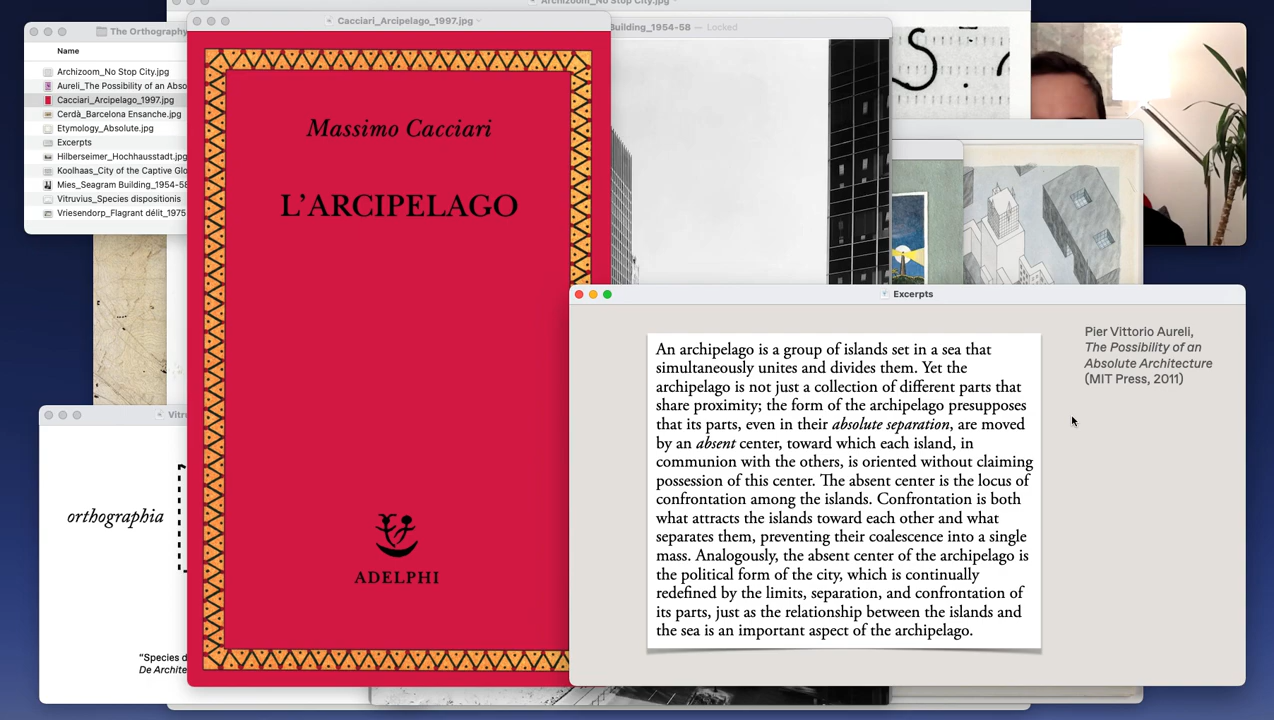 Archizoom_No Stop City.jpg
The Orthography
Name
Archizoom_No Stop City.jpg
Aureli_The Possibility of an Abso
Cacciari_Arcipelago_1997.jpg
Cerdà_Barcelona Ensanche.jpg
Etymology_Absolute.jpg
Excerpts
Hilberseimer_Hochhausstadt.jpg
Koolhaas_City of the Captive Glo
Mies_Seagram Building_1954-58
Vitruvius_Species dispositionis
Vriesendorp_Flagrant délit_1975
Cacciari_Arcipelago_1997.jpg
Massimo Cacciari
L’ARCIPELAGO
ADELPHI
Building_1954-58 — Locked
S.
Vitru
orthographia
“Species d
De Archite
Excerpts
An archipelago is a group of islands set in a sea that
simultaneously unites and divides them. Yet the
archipelago is not just a collection of different parts that
share proximity; the form of the archipelago presupposes
that its parts, even in their absolute separation, are moved
by an absent center, toward which each island, in
communion with the others, is oriented without claiming
possession of this center. The absent center is the locus of
confrontation among the islands. Confrontation is both
what attracts the islands toward each other and what
separates them, preventing their coalescence into a single
mass. Analogously, the absent center of the archipelago is
the political form of the city, which is continually
redefined by the limits, separation, and confrontation of
its parts, just as the relationship between the islands and
the sea is an important aspect of the archipelago.
Pier Vittorio Aureli,
The Possibility of an
Absolute Architecture
(MIT Press, 2011)